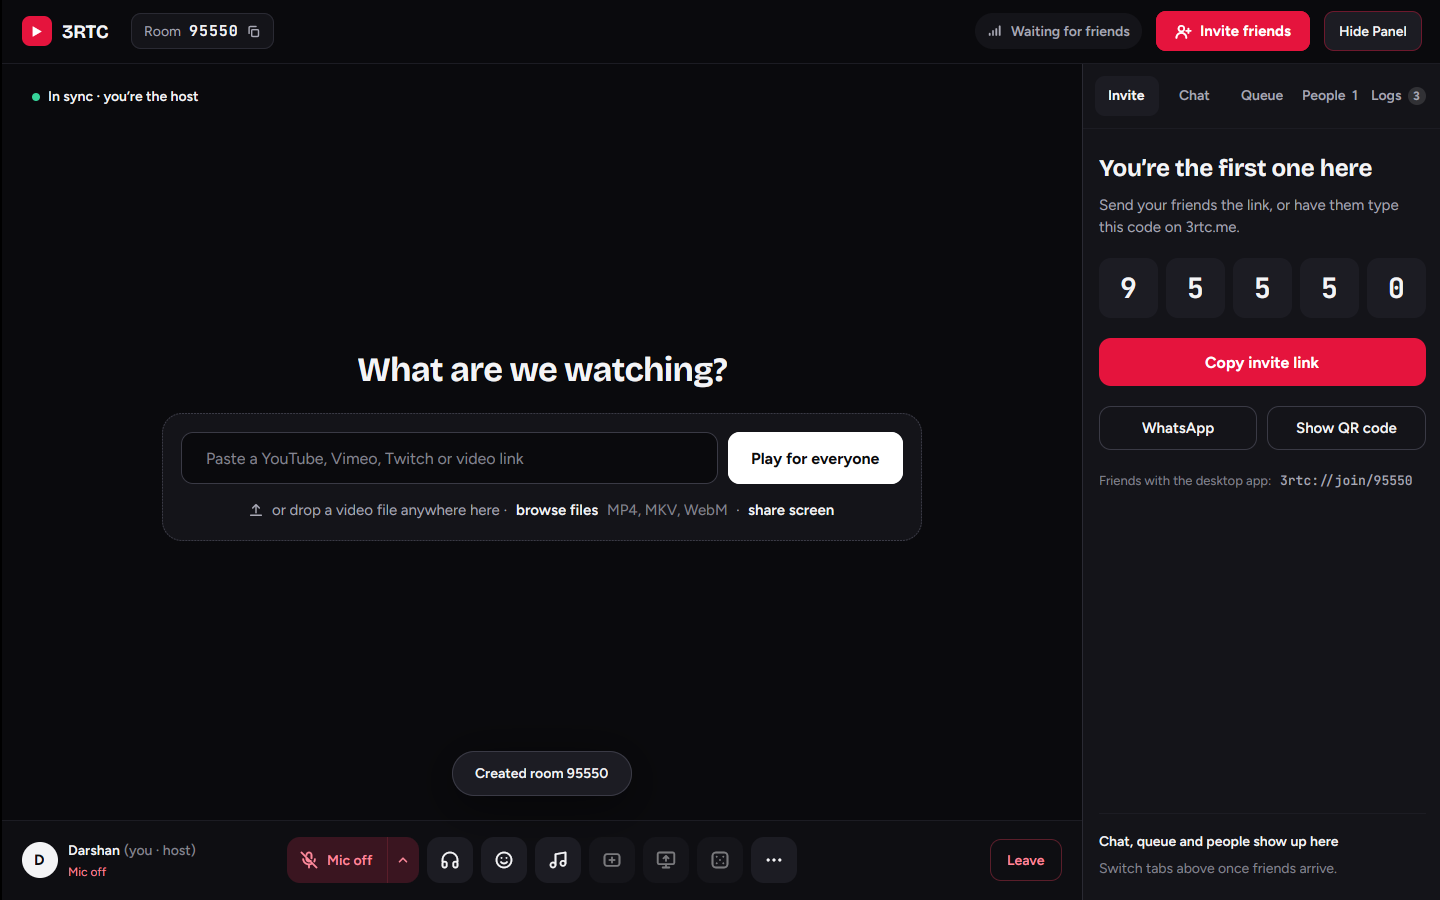 3RTC
Room 95550
Waiting for friends
Invite friends
Hide Panel
In sync · you’re the host
Invite
Chat
Queue
People 1
Logs 3
You’re the first one here
Send your friends the link, or have them type
this code on 3rtc.me.
9 5 5 5 0
Copy invite link
WhatsApp
Show QR code
Friends with the desktop app: 3rtc://join/95550
What are we watching?
Paste a YouTube, Vimeo, Twitch or video link
Play for everyone
or drop a video file anywhere here · browse files MP4, MKV, WebM · share screen
Created room 95550
Chat, queue and people show up here
Switch tabs above once friends arrive.
D
Darshan (you · host)
Mic off
Mic off
Leave